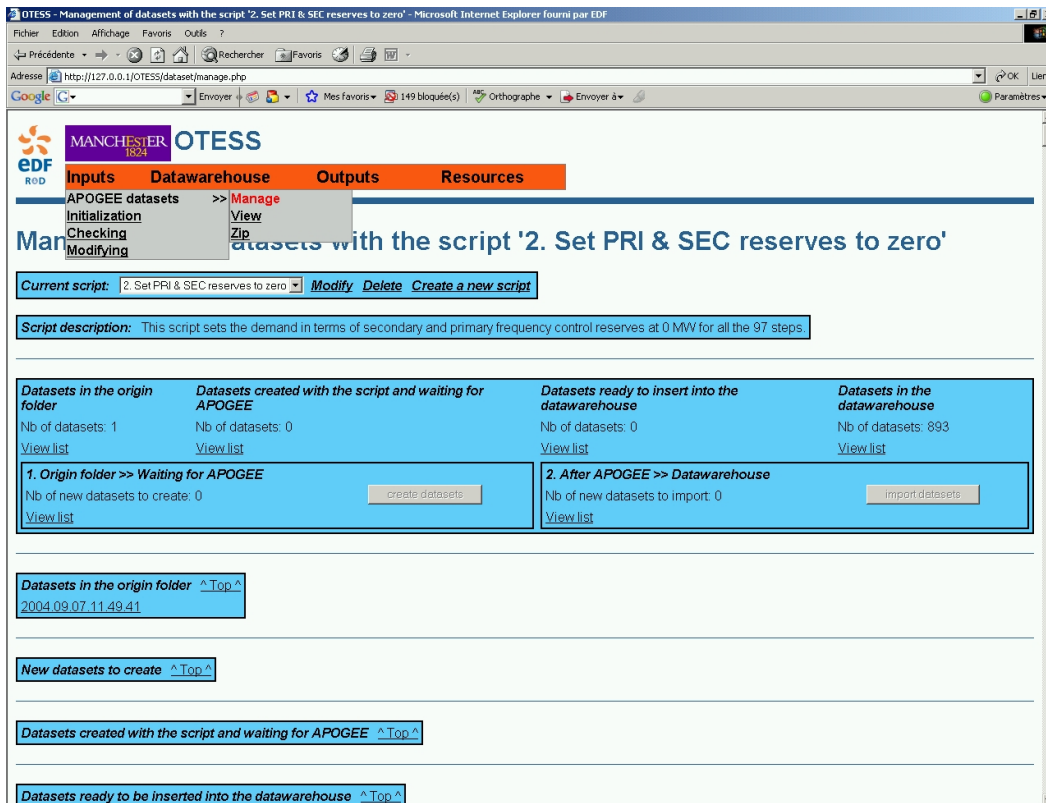 OTESS - Management of datasets with the script '2. Set PRI & SEC reserves to zero' - Microsoft Internet Explorer fourni par EDF
Fichier Edition Affichage Favoris Outils ?
Précédente Rechercher Favoris
Adresse http://127.0.0.1/OTESS/dataset/manage.php OK Lien
Google Envoyer Mes favoris 149 bloquée(s) Orthographe Envoyer à Paramètres
edf
R&D
MANCHESTER
1824
OTESS
Inputs Datawarehouse Outputs Resources
APOGEE datasets >> Manage
Initialization View
Checking Zip
Modifying
Man atasets with the script '2. Set PRI & SEC reserves to zero'
Current script: 2. Set PRI & SEC reserves to zero Modify Delete Create a new script
Script description: This script sets the demand in terms of secondary and primary frequency control reserves at 0 MW for all the 97 steps.
Datasets in the origin folder
Nb of datasets: 1
View list
Datasets created with the script and waiting for APOGEE
Nb of datasets: 0
View list
Datasets ready to insert into the datawarehouse
Nb of datasets: 0
View list
Datasets in the datawarehouse
Nb of datasets: 893
View list
1. Origin folder >> Waiting for APOGEE
Nb of new datasets to create: 0 create datasets
View list
2. After APOGEE >> Datawarehouse
Nb of new datasets to import: 0 import datasets
View list
Datasets in the origin folder ^ Top ^
2004.09.07.11.49.41
New datasets to create ^ Top ^
Datasets created with the script and waiting for APOGEE ^ Top ^
Datasets ready to be inserted into the datawarehouse ^ Top ^